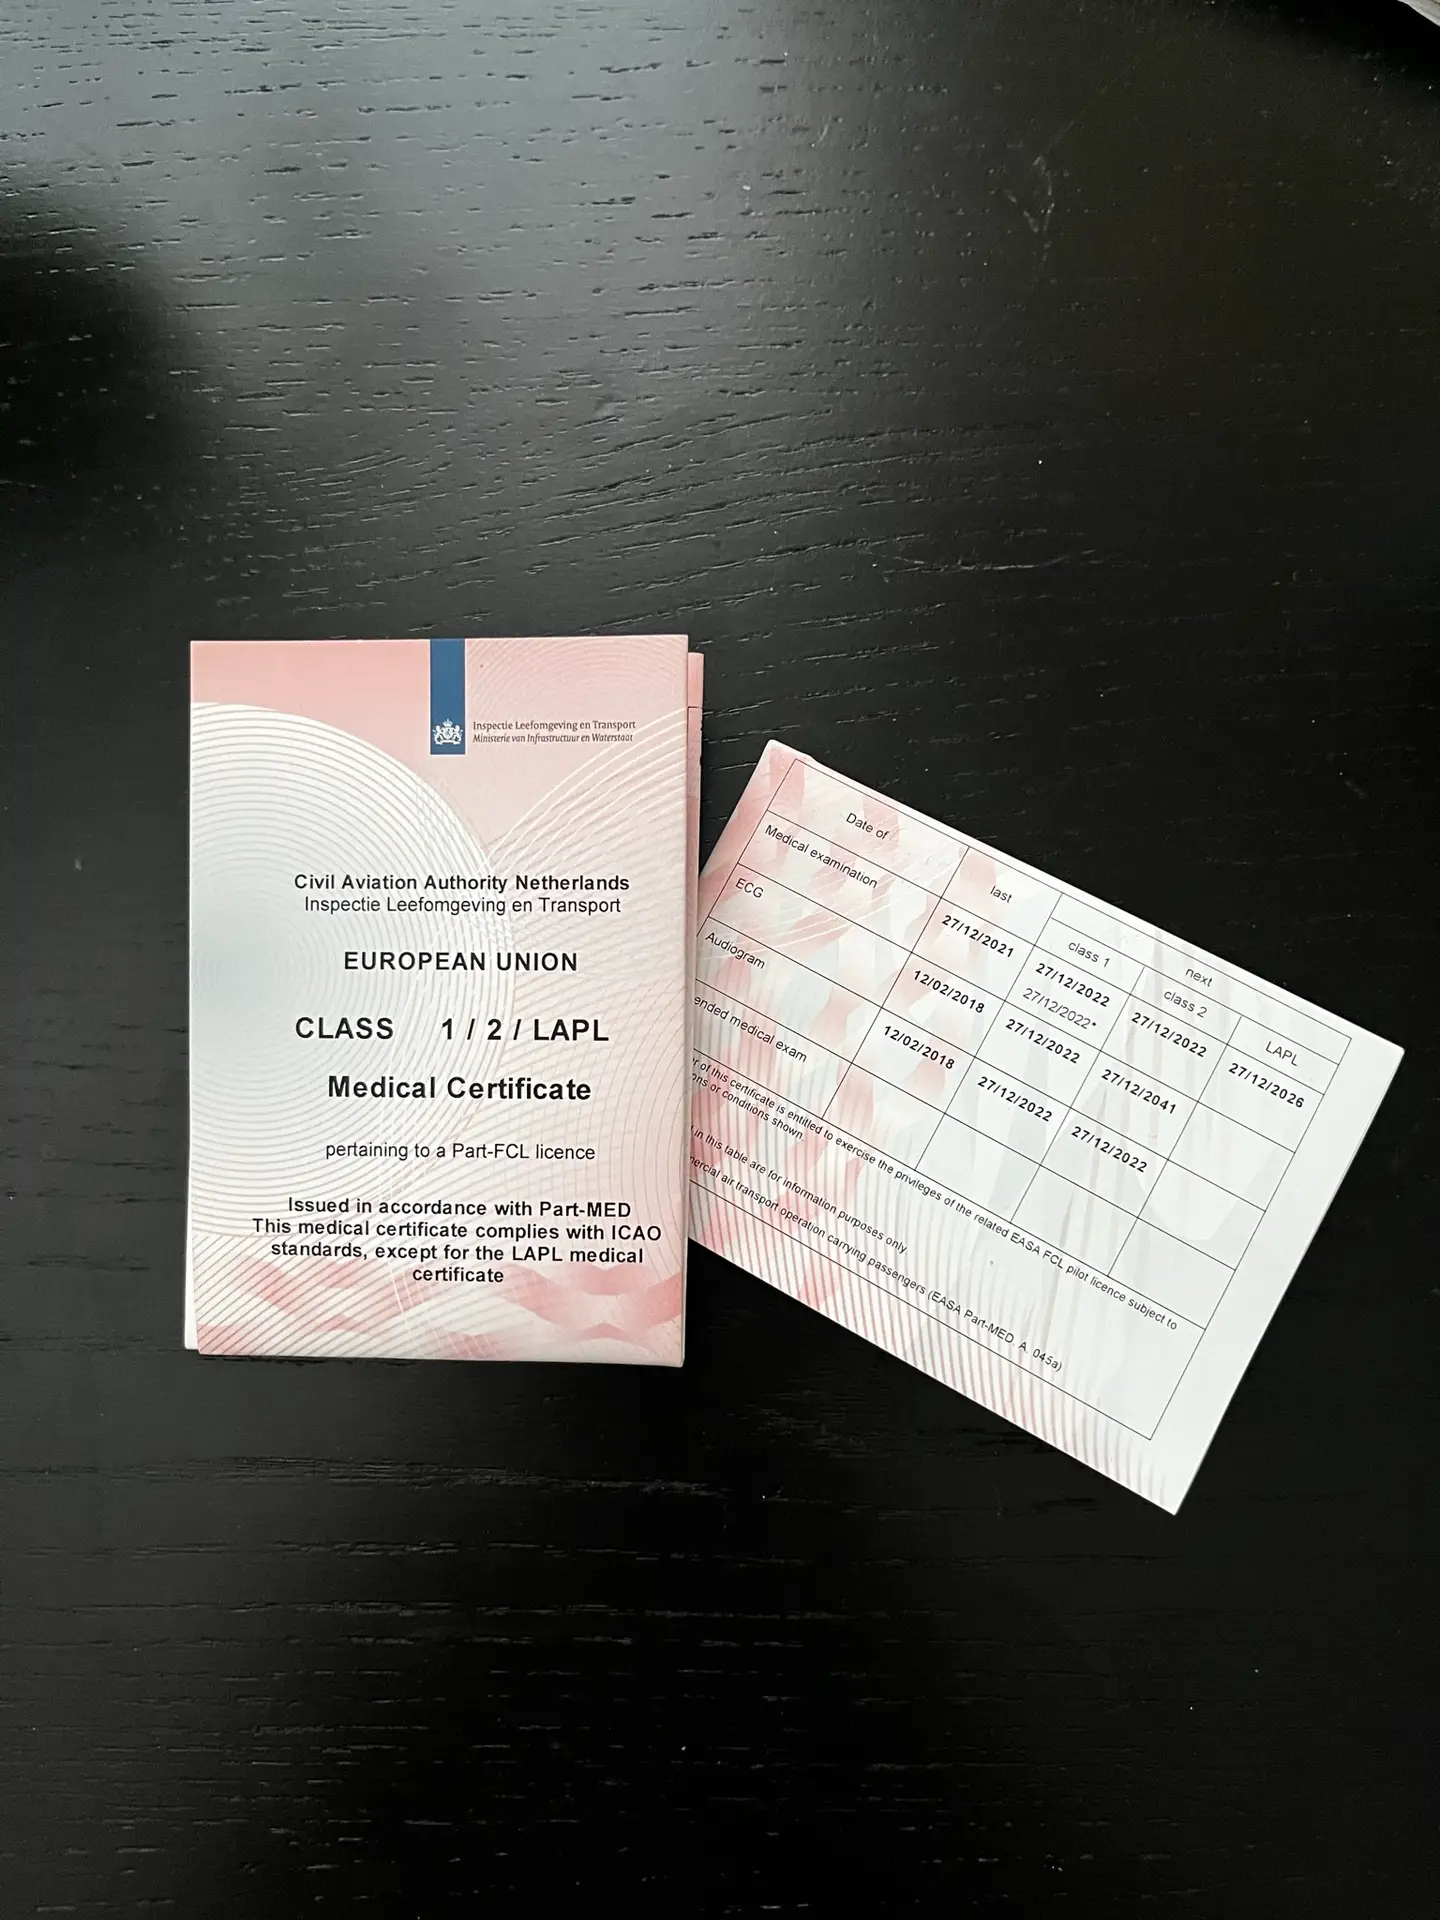 Inspectie Leefomgeving en Transport
Ministerie van Infrastructuur en Waterstaat
Civil Aviation Authority Netherlands
Inspectie Leefomgeving en Transport
EUROPEAN UNION
CLASS 1 / 2 / LAPL
Medical Certificate
pertaining to a Part-FCL licence
Issued in accordance with Part-MED
This medical certificate complies with ICAO
standards, except for the LAPL medical
certificate
Date of last next
class 1 class 2 LAPL
Medical examination 27/12/2021 27/12/2022 27/12/2022 27/12/2026
27/12/2022*
ECG 12/02/2018 27/12/2022 27/12/2041
Audiogram 12/02/2018 27/12/2022 27/12/2022
medical exam
of this certificate is entitled to exercise the privileges of the related EASA FCL pilot licence subject to
or conditions shown.
in this table are for information purposes only
air transport operation carrying passengers (EASA Part-MED, A. 045a)